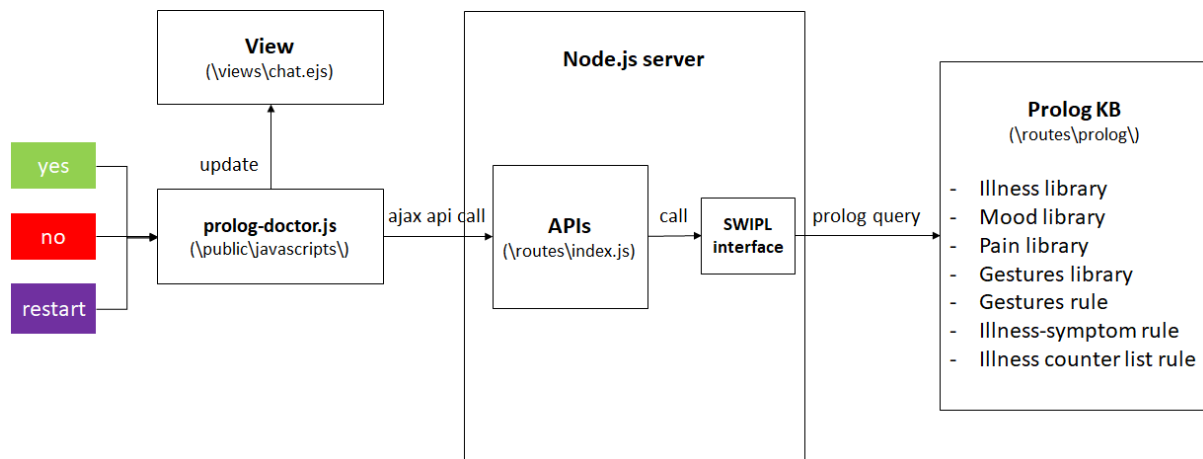 View
(\views\chat.ejs)
Node.js server
Prolog KB
(\routes\prolog\)
yes
no
restart
update
prolog-doctor.js
(\public\javascripts\)
ajax api call
APIs
(\routes\index.js)
call
SWIPL
interface
prolog query
- Illness library
- Mood library
- Pain library
- Gestures library
- Gestures rule
- Illness-symptom rule
- Illness counter list rule